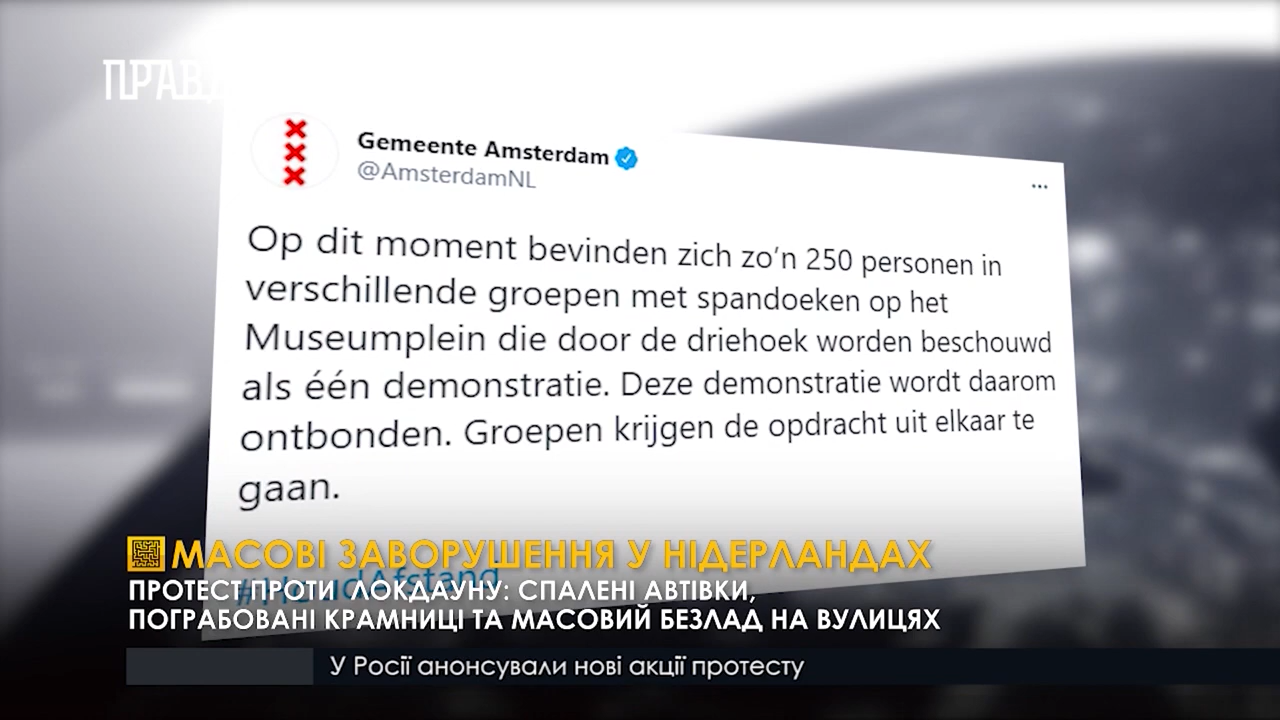 Gemeente Amsterdam
@AmsterdamNL
Op dit moment bevinden zich zo’n 250 personen in
verschillende groepen met spandoeken op het
Museumplein die door de driehoek worden beschouwd
als één demonstratie. Deze demonstratie wordt daarom
ontbonden. Groepen krijgen de opdracht uit elkaar te
gaan.
МАСОВІ ЗАВОРУШЕННЯ У НІДЕРЛАНДАХ
ПРОТЕСТ ПРОТИ ЛОКДАУНУ: СПАЛЕНІ АВТІВКИ,
ПОГРАБОВАНІ КРАМНИЦІ ТА МАСОВИЙ БЕЗЛАД НА ВУЛИЦЯХ
У Росії анонсували нові акції протесту